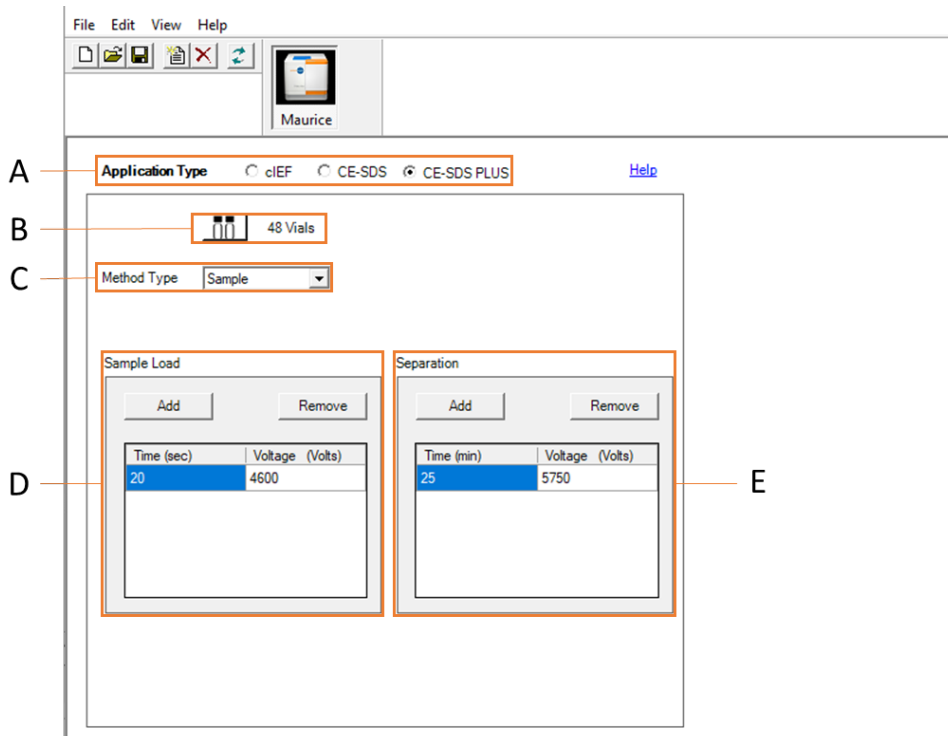 File Edit View Help
Maurice
A
Application Type cIEF CE-SDS CE-SDS PLUS Help
B
48 Vials
C
Method Type Sample
Sample Load
Add Remove
Time (sec) Voltage (Volts)
20 4600
D
Separation
Add Remove
Time (min) Voltage (Volts)
25 5750
E